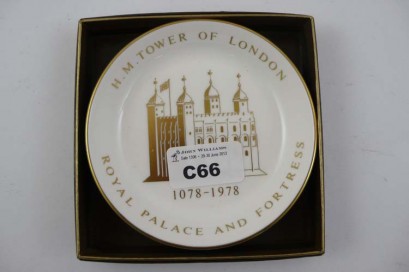 H.M. TOWER OF LONDON
C66
1078-1978
ROYAL PALACE AND FORTRESS